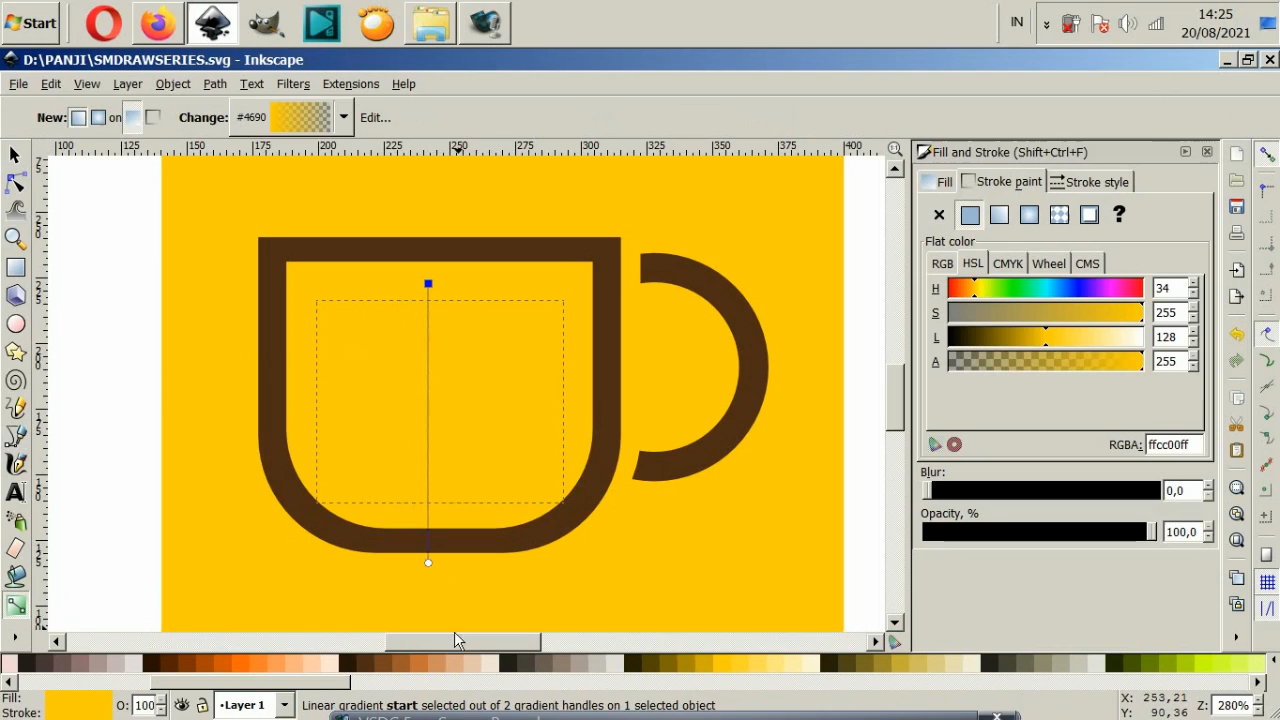 Start
IN
14:25
20/08/2021
D:\PANJI\SMDRAWSERIES.svg - Inkscape
File Edit View Layer Object Path Text Filters Extensions Help
New: on Change: #4690 Edit...
100 125 150 175 200 225 250 275 300 325 350 375 400
Fill and Stroke (Shift+Ctrl+F)
Fill Stroke paint Stroke style
?
Flat color
RGB HSL CMYK Wheel CMS
H 34
S 255
L 128
A 255
RGBA: ffcc00ff
Blur:
0,0
Opacity, %
100,0
Fill:
Stroke:
O: 100
Layer 1
Linear gradient start selected out of 2 gradient handles on 1 selected object
X: 253,21
Y: 90,36
Z: 280%